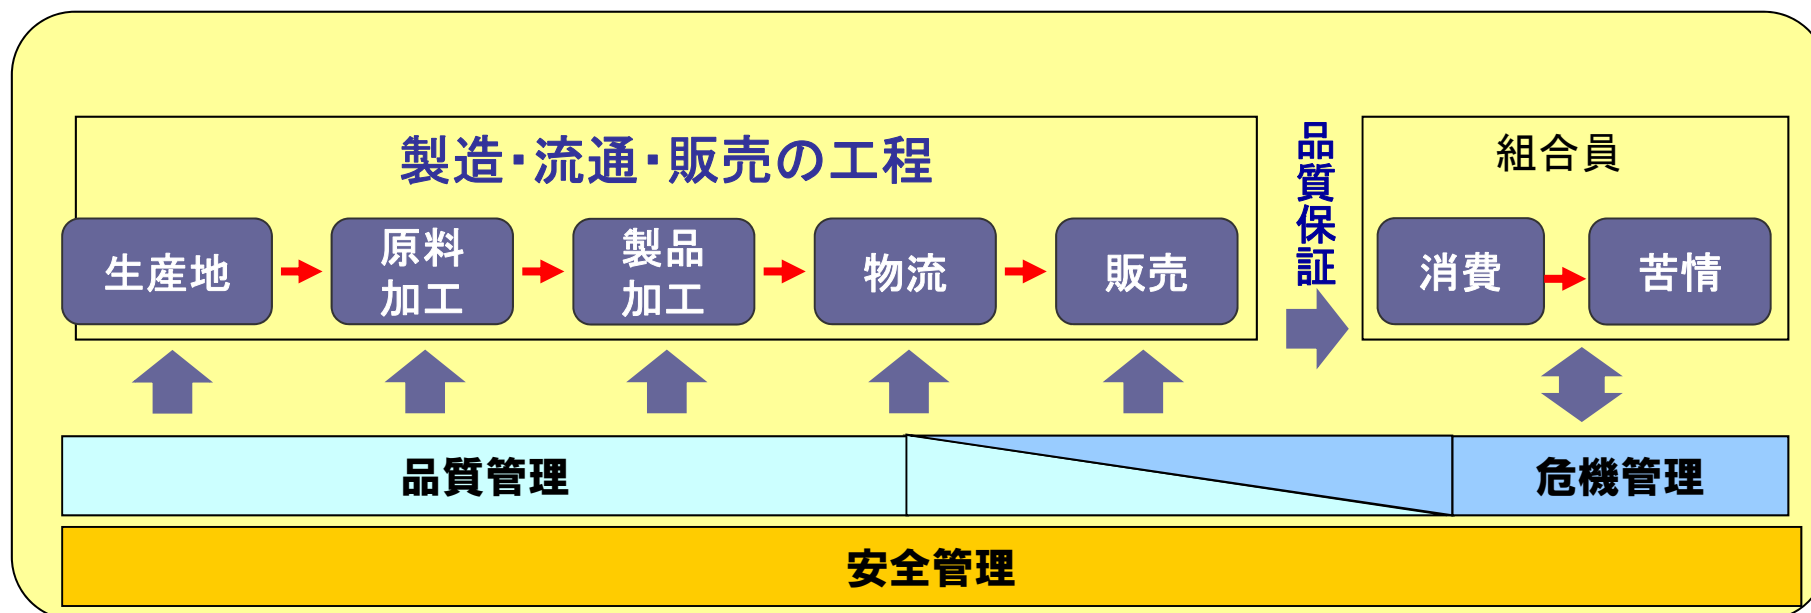 製造・流通・販売の工程
生産地
原料
加工
製品
加工
物流
販売
品質保証
組合員
消費
苦情
品質管理
危機管理
安全管理